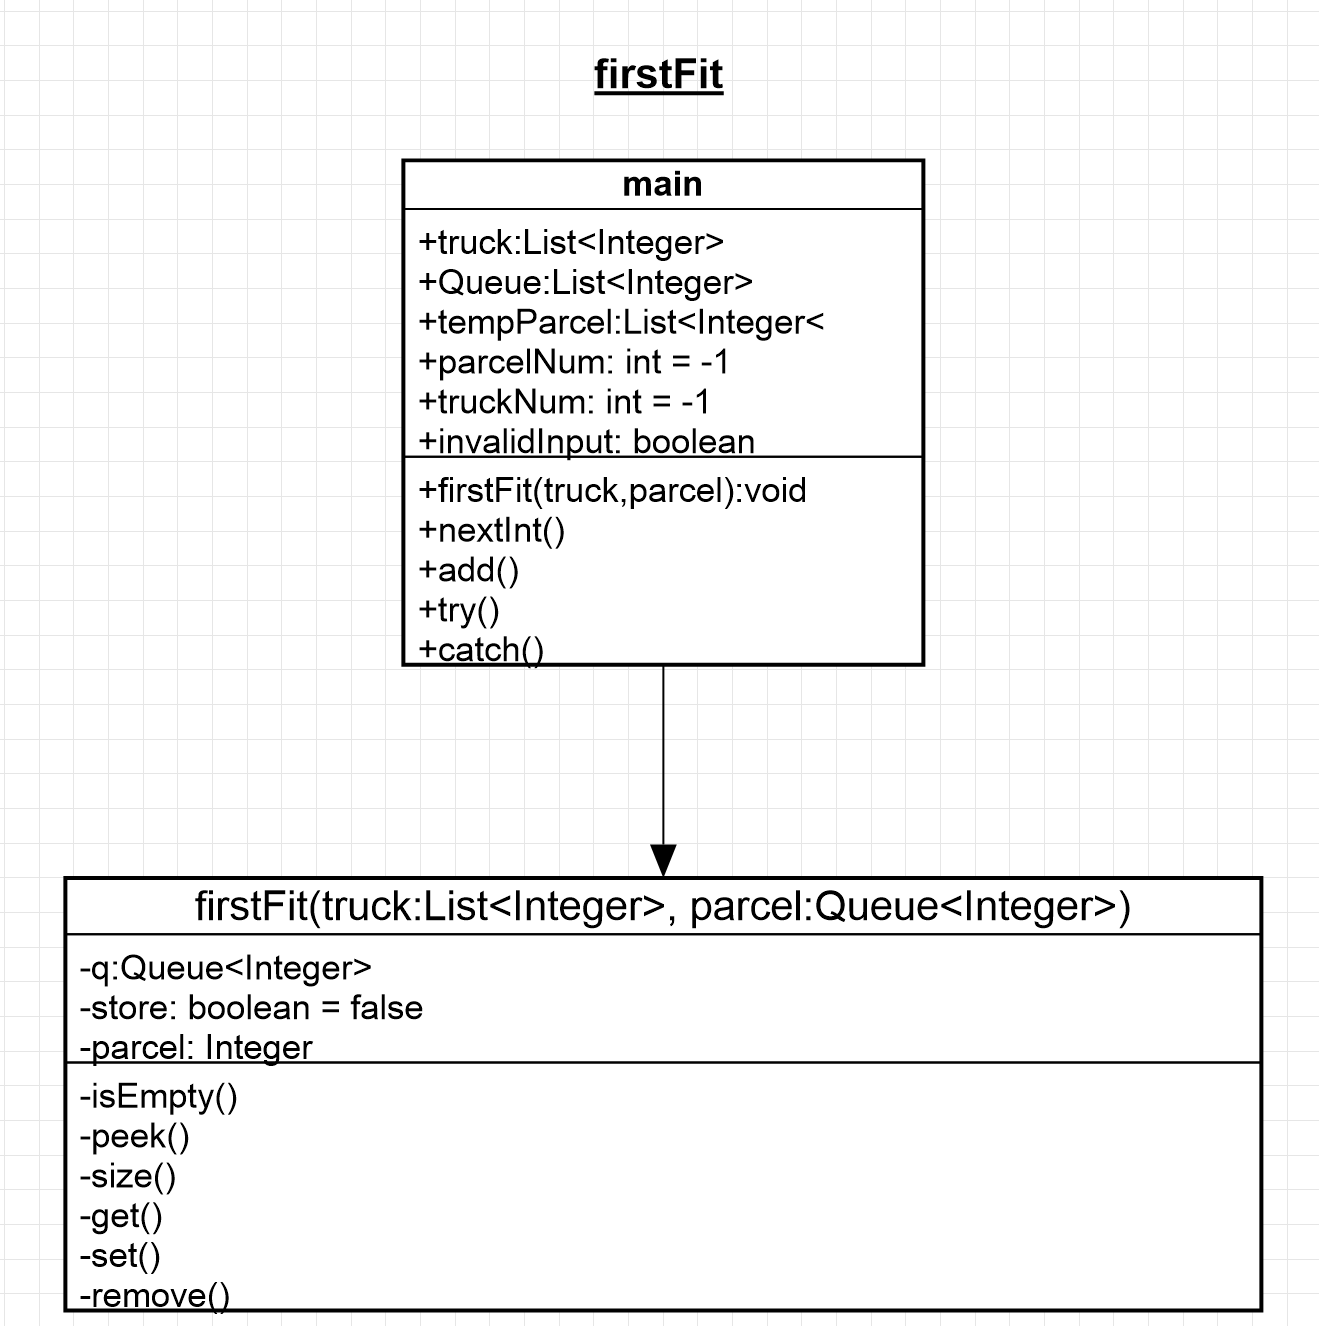 firstFit
main
+truck:List<Integer>
+Queue:List<Integer>
+tempParcel:List<Integer<
+parcelNum: int = -1
+truckNum: int = -1
+invalidInput: boolean
+firstFit(truck,parcel):void
+nextInt()
+add()
+try()
+catch()
firstFit(truck:List<Integer>, parcel:Queue<Integer>)
-q:Queue<Integer>
-store: boolean = false
-parcel: Integer
-isEmpty()
-peek()
-size()
-get()
-set()
-remove()